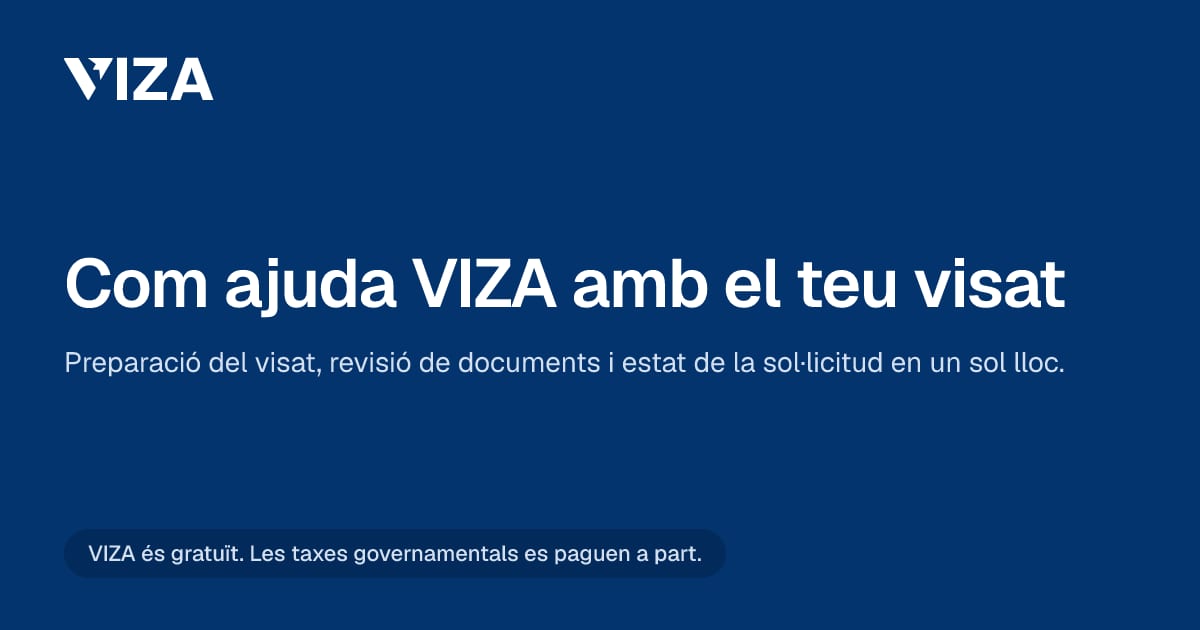 VIZA
Com ajuda VIZA amb el teu visat
Preparació del visat, revisió de documents i estat de la sol·licitud en un sol lloc.
VIZA és gratuït. Les taxes governamentals es paguen a part.